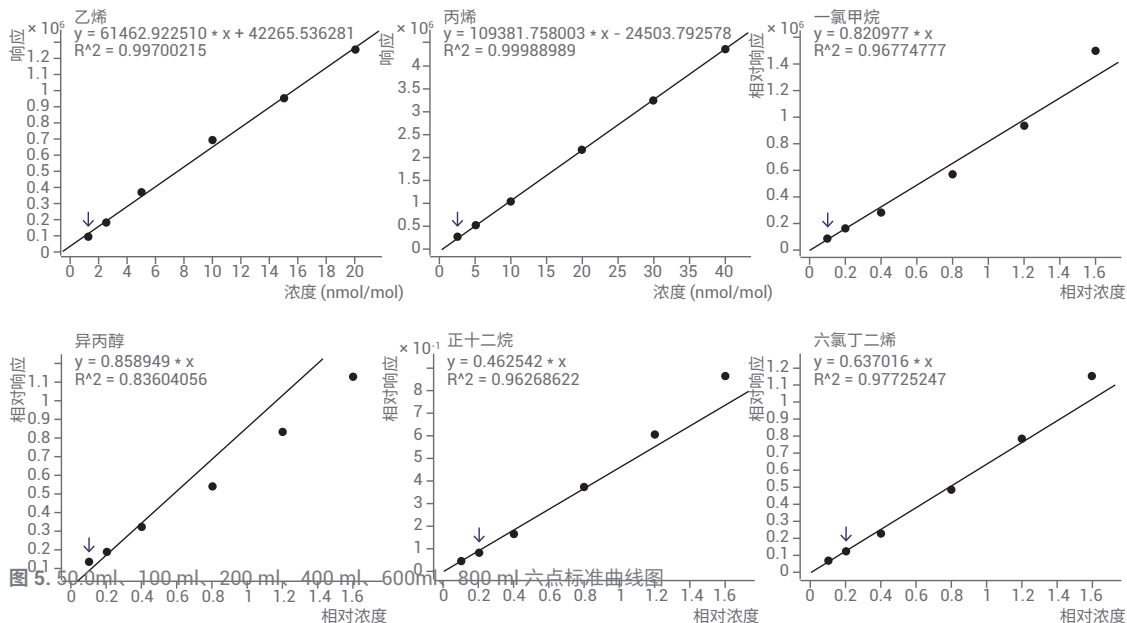 乙烯
y = 61462.922510 * x + 42265.536281
R^2 = 0.99700215
× 10⁶
响应
1.2
1.1
1
0.9
0.8
0.7
0.6
0.5
0.4
0.3
0.2
0.1
0
0 2 4 6 8 10 12 14 16 18 20
浓度 (nmol/mol)
丙烯
y = 109381.758003 * x - 24503.792578
R^2 = 0.99988989
× 10⁶
响应
4
3.5
3
2.5
2
1.5
1
0.5
0
0 5 10 15 20 25 30 35 40
浓度 (nmol/mol)
一氯甲烷
y = 0.820977 * x
R^2 = 0.96774777
× 10⁶
相对响应
1.4
1.2
1
0.8
0.6
0.4
0.2
0
0 0.2 0.4 0.6 0.8 1 1.2 1.4 1.6
相对浓度
异丙醇
y = 0.858949 * x
R^2 = 0.83604056
相对响应
1.1
1
0.9
0.8
0.7
0.6
0.5
0.4
0.3
0.2
0.1
0 0.2 0.4 0.6 0.8 1 1.2 1.4 1.6
相对浓度
正十二烷
y = 0.462542 * x
R^2 = 0.96268622
× 10⁻¹
相对响应
8
7
6
5
4
3
2
1
0
0 0.2 0.4 0.6 0.8 1 1.2 1.4 1.6
相对浓度
六氯丁二烯
y = 0.637016 * x
R^2 = 0.97725247
相对响应
1.2
1.1
1
0.9
0.8
0.7
0.6
0.5
0.4
0.3
0.2
0.1
0
0 0.2 0.4 0.6 0.8 1 1.2 1.4 1.6
相对浓度
图 5. 50.0ml、100 ml、200 ml、400 ml、600ml、800 ml 六点标准曲线图